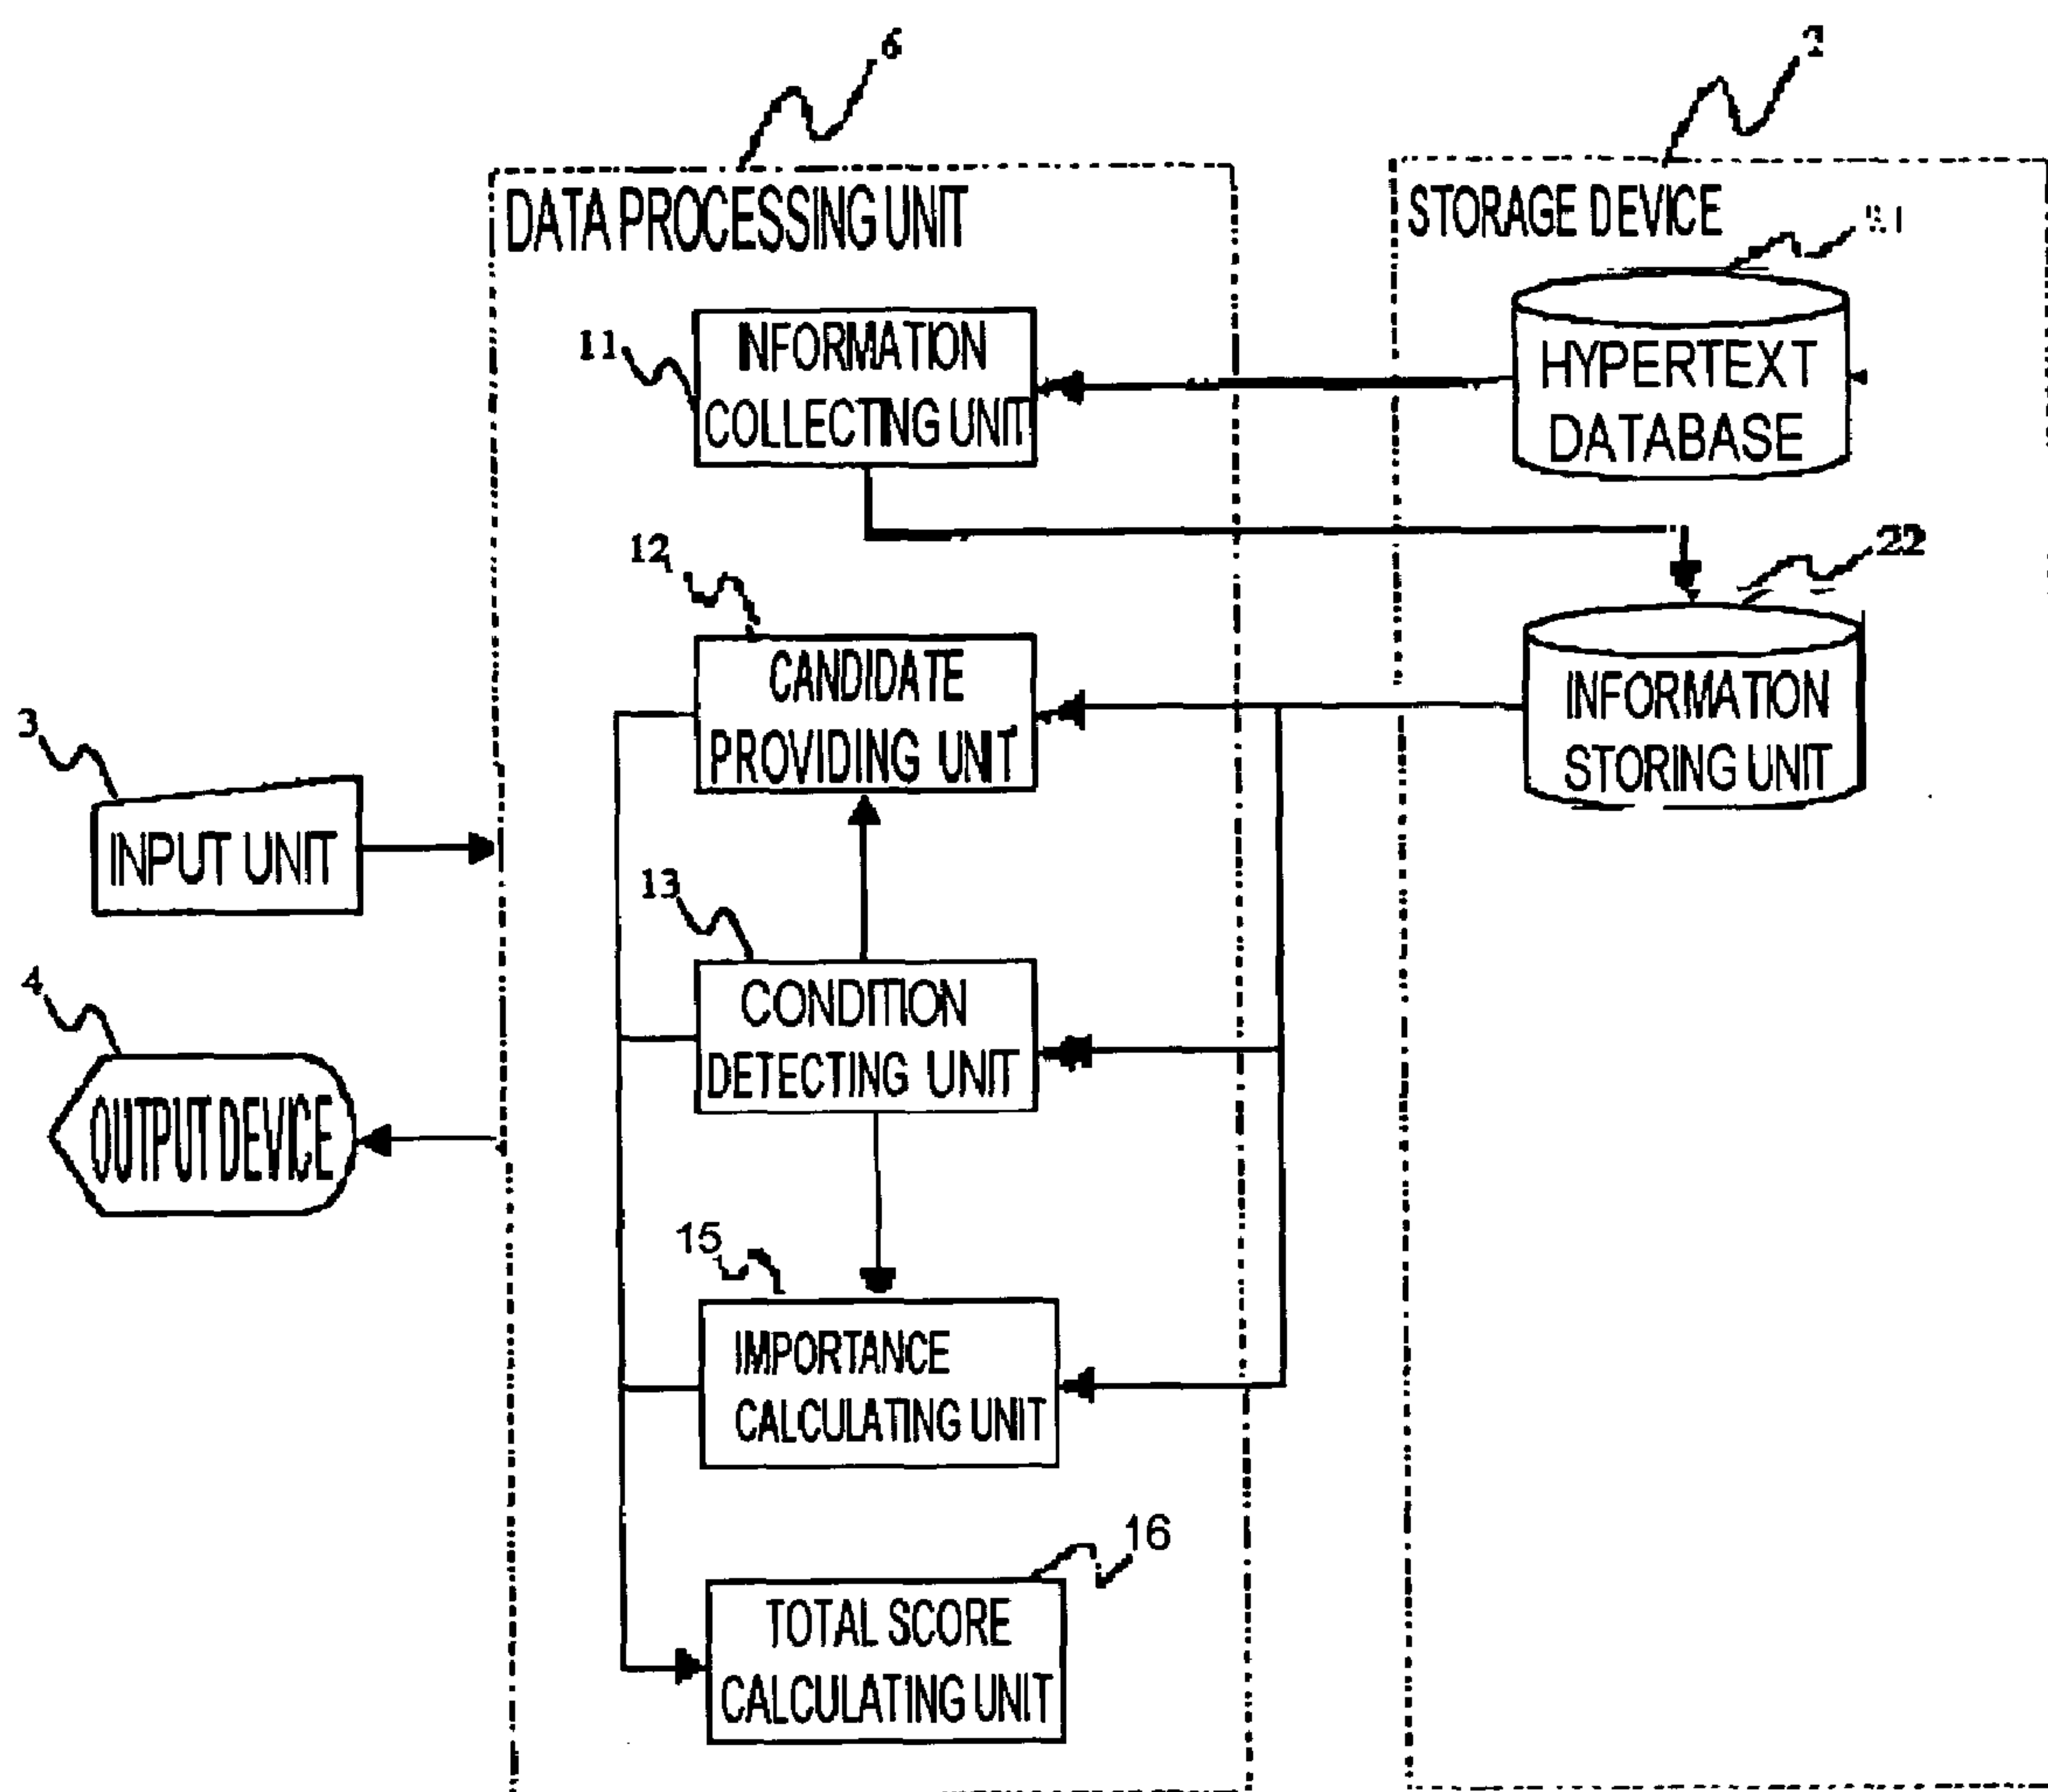 6
2
DATA PROCESSING UNIT
STORAGE DEVICE
11
INFORMATION
COLLECTING UNIT
HYPERTEXT
DATABASE
12
22
CANDIDATE
PROVIDING UNIT
INFORMATION
STORING UNIT
3
INPUT UNIT
13
CONDITION
DETECTING UNIT
4
OUTPUT DEVICE
15
IMPORTANCE
CALCULATING UNIT
16
TOTAL SCORE
CALCULATING UNIT